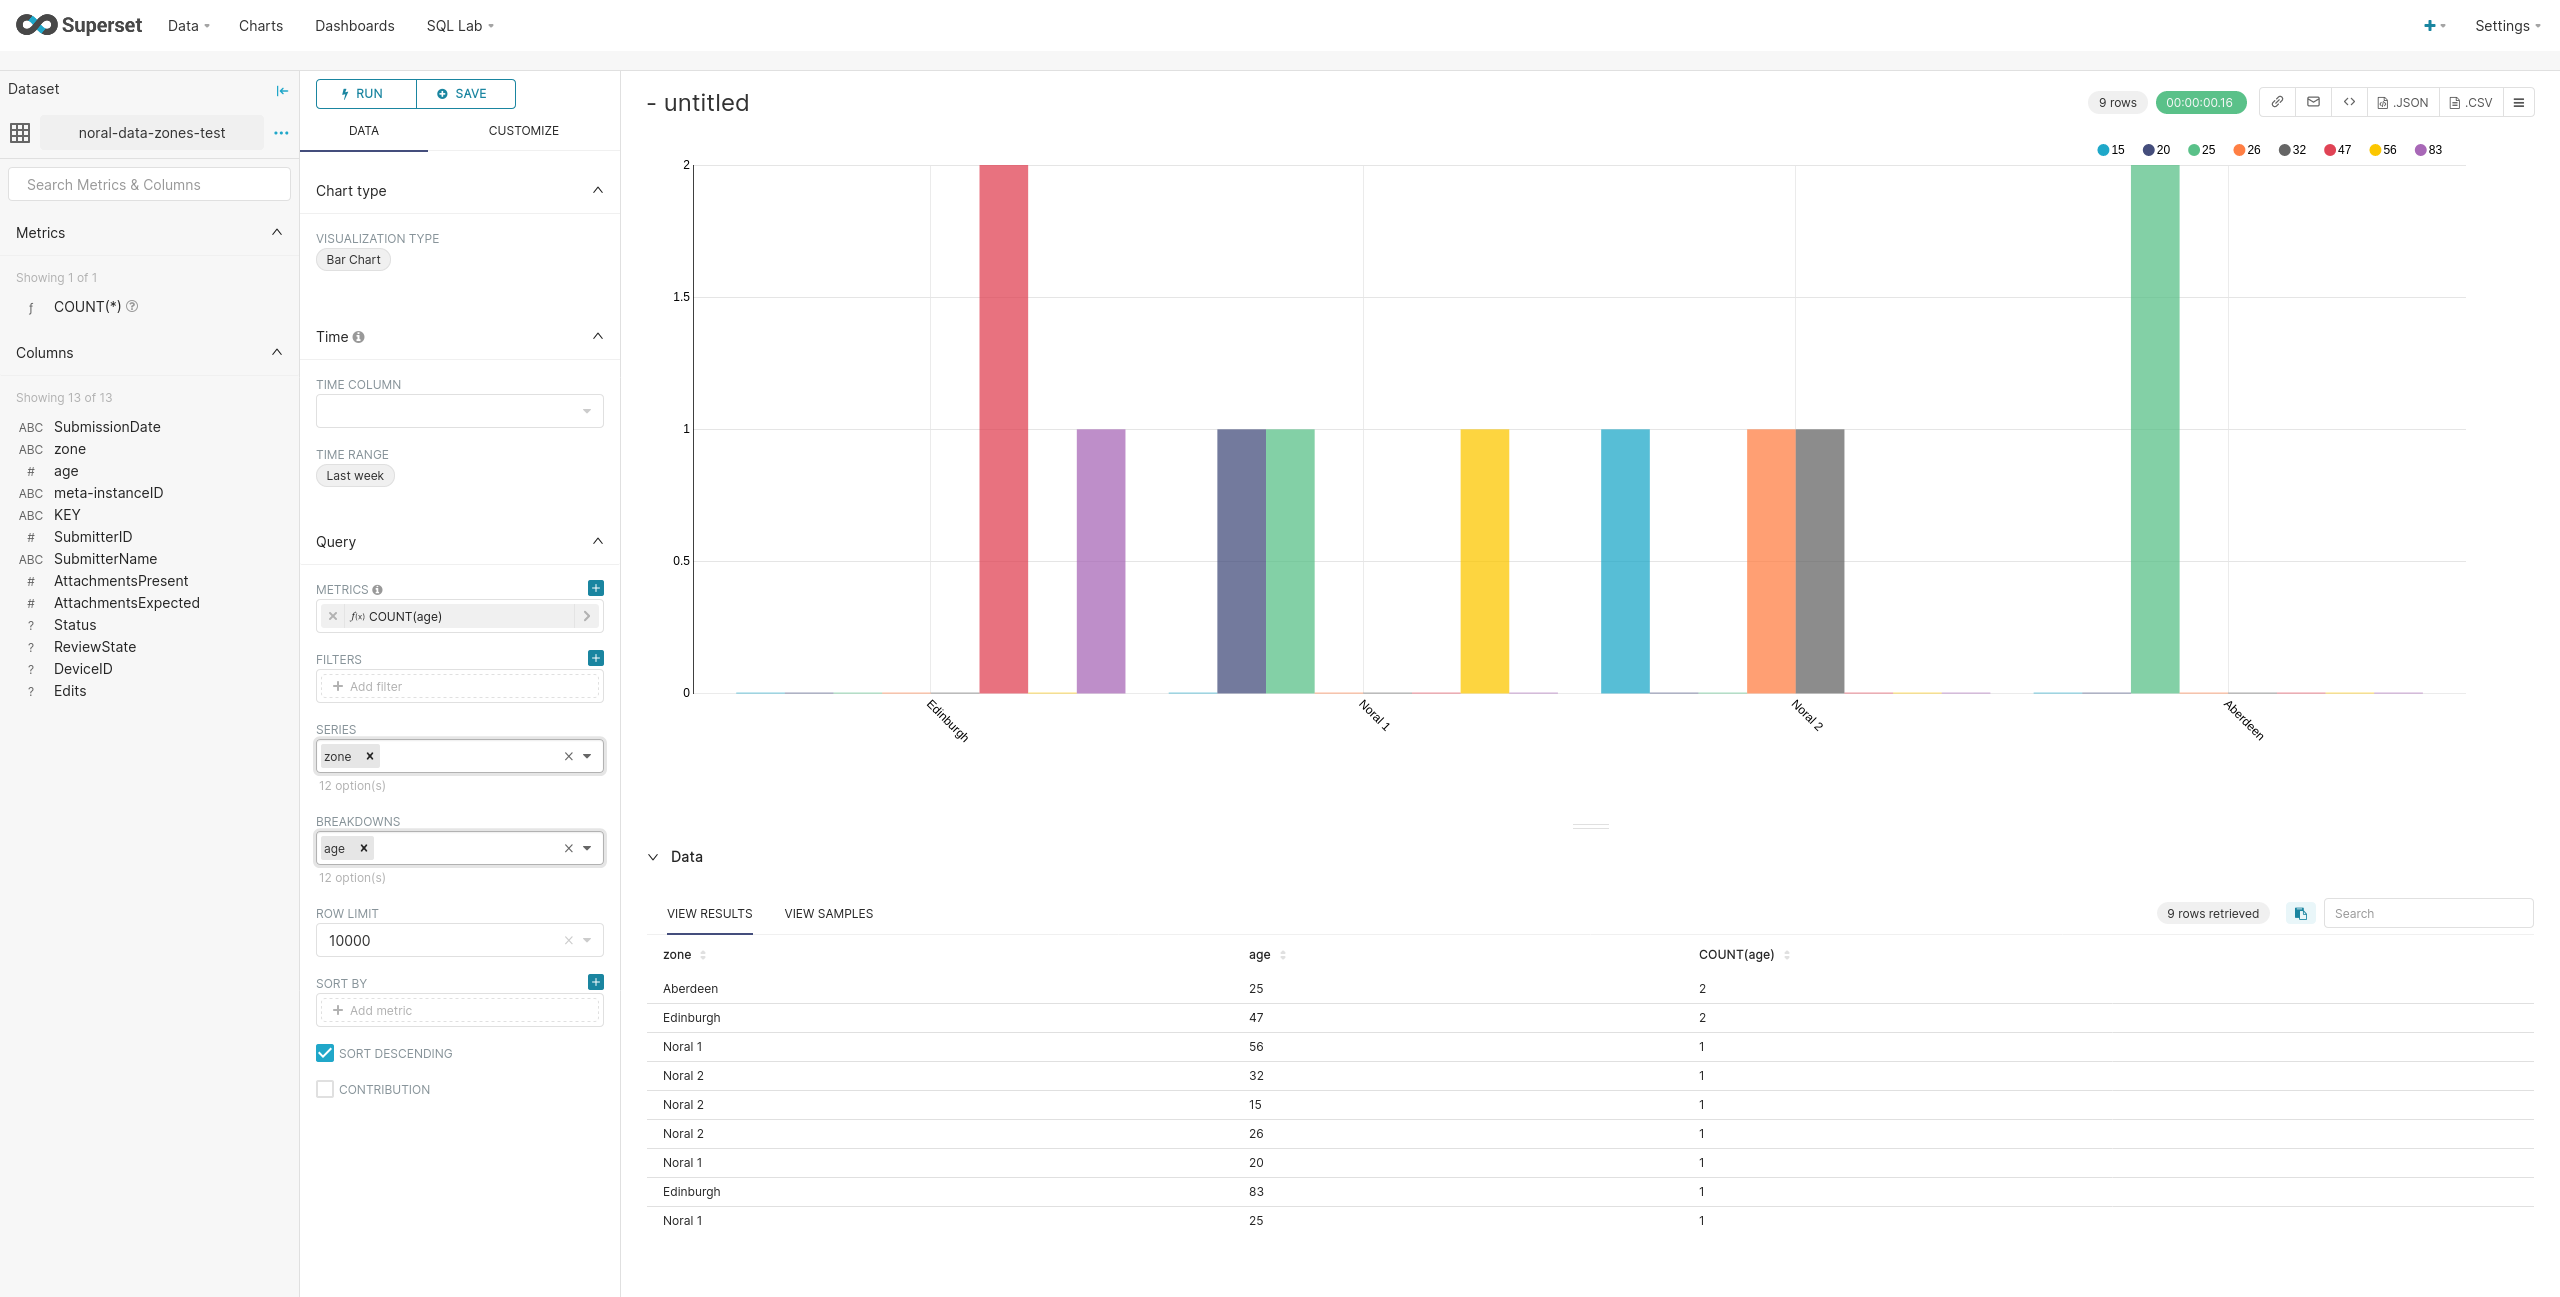 Superset Data Charts Dashboards SQL Lab + Settings
Dataset
noral-data-zones-test
Search Metrics & Columns
Metrics
Showing 1 of 1
ƒ COUNT(*) ?
Columns
Showing 13 of 13
ABC SubmissionDate
ABC zone
# age
ABC meta-instanceID
ABC KEY
# SubmitterID
ABC SubmitterName
# AttachmentsPresent
# AttachmentsExpected
? Status
? ReviewState
? DeviceID
? Edits
RUN SAVE
DATA CUSTOMIZE
Chart type
VISUALIZATION TYPE
Bar Chart
Time
TIME COLUMN
TIME RANGE
Last week
Query
METRICS
f(x) COUNT(age)
FILTERS
+ Add filter
SERIES
zone x
12 option(s)
BREAKDOWNS
age x
12 option(s)
ROW LIMIT
10000
SORT BY
+ Add metric
SORT DESCENDING
CONTRIBUTION
- untitled
9 rows 00:00:00.16 .JSON .CSV
15 20 25 26 32 47 56 83
2
1.5
1
0.5
0
Edinburgh Noral 1 Noral 2 Aberdeen
Data
VIEW RESULTS VIEW SAMPLES 9 rows retrieved Search
zone age COUNT(age)
Aberdeen 25 2
Edinburgh 47 2
Noral 1 56 1
Noral 2 32 1
Noral 2 15 1
Noral 2 26 1
Noral 1 20 1
Edinburgh 83 1
Noral 1 25 1